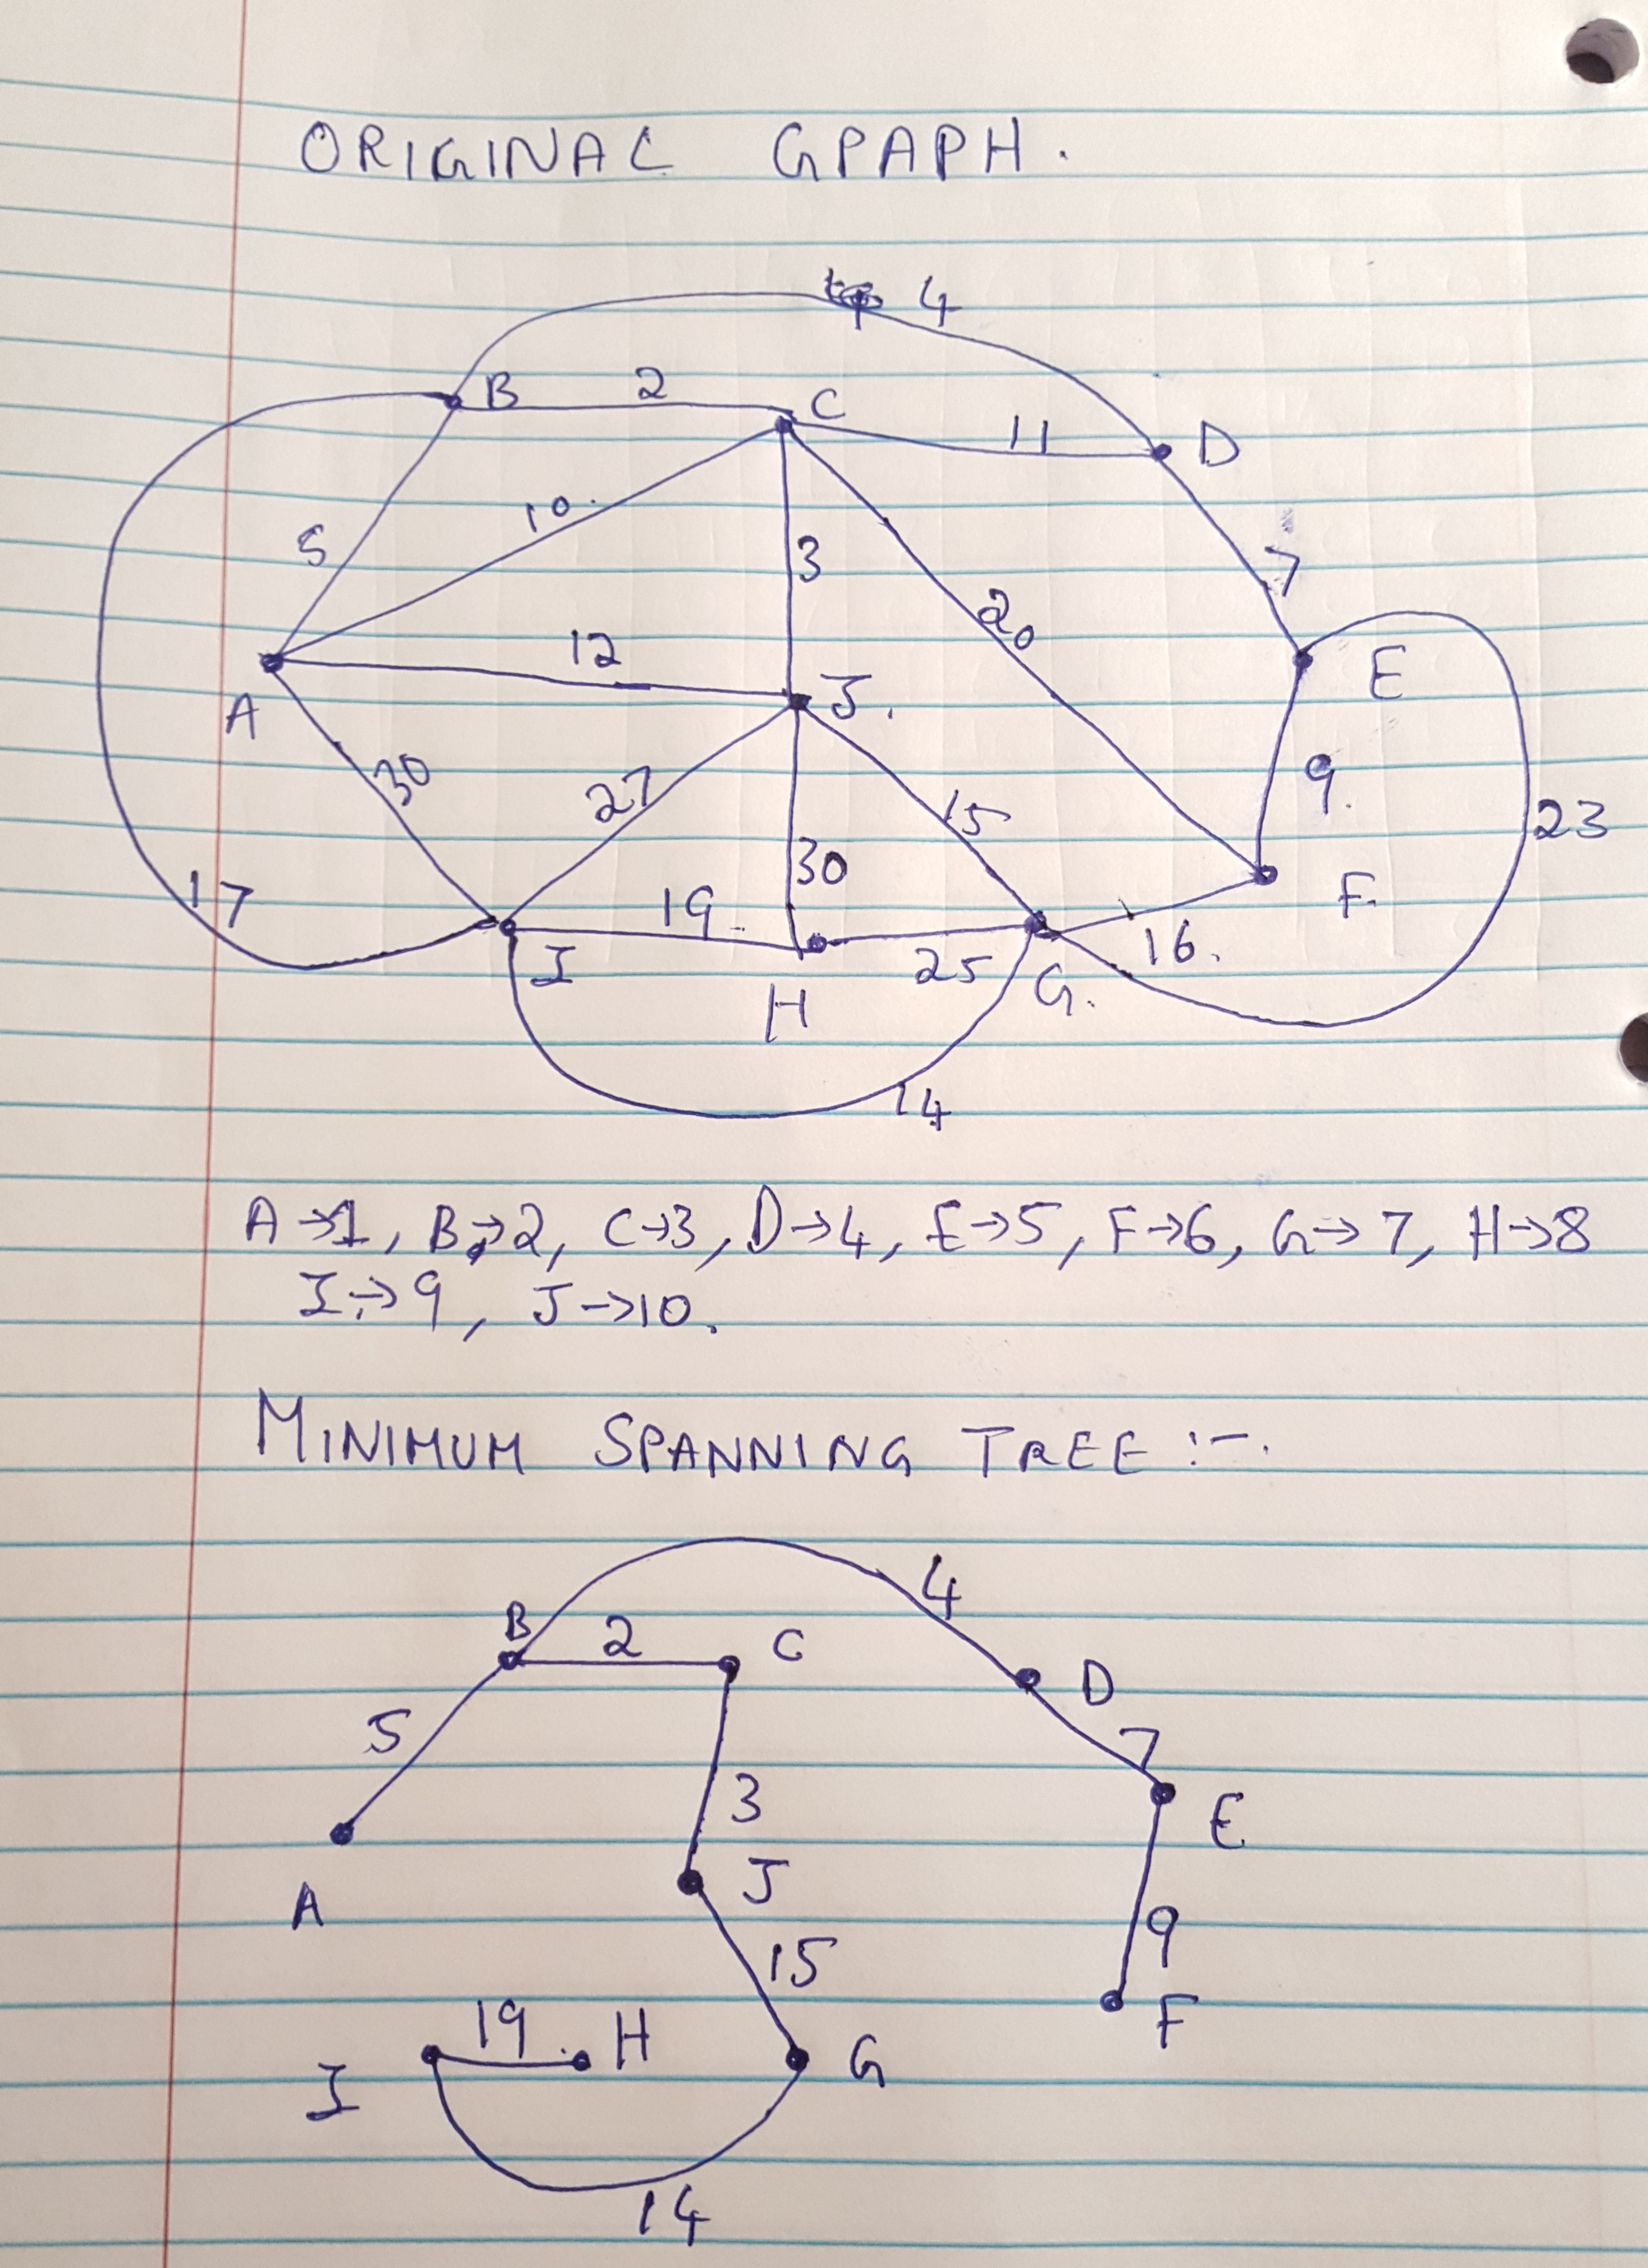 ORIGINAL GPAPH.
4
B 2 C
11 D
10.
5 3 7
20
12
A J. E
30 27 15 9. 23
17 19. 30 F.
I 25 G. 16.
H
14
A→1, B→2, C→3, D→4, E→5, F→6, G→7, H→8
I→9, J→10.
MINIMUM SPANNING TREE :-.
4
B 2 C D
5 7
3 E
A J
15 9
19 H G F
I
14